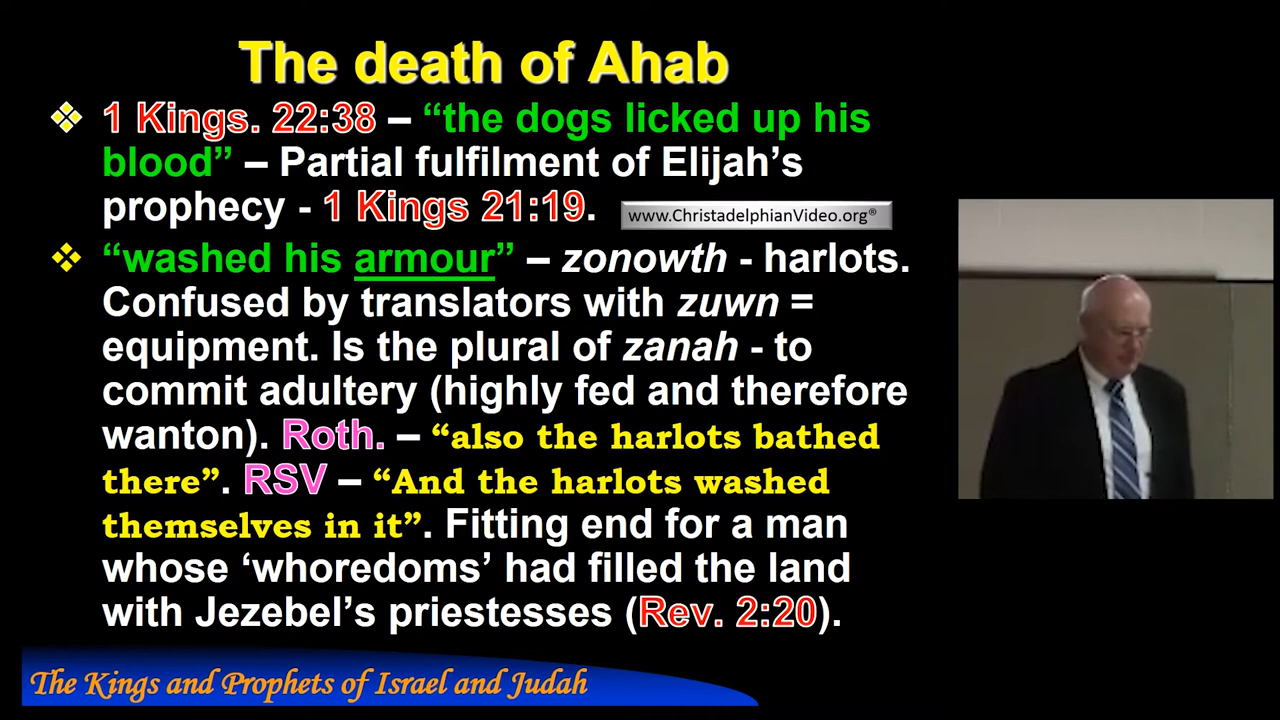 The death of Ahab
1 Kings. 22:38 – “the dogs licked up his
blood” – Partial fulfilment of Elijah’s
prophecy - 1 Kings 21:19.
www.ChristadelphianVideo.org®
“washed his armour” – zonowth - harlots.
Confused by translators with zuwn =
equipment. Is the plural of zanah - to
commit adultery (highly fed and therefore
wanton). Roth. – “also the harlots bathed
there”. RSV – “And the harlots washed
themselves in it”. Fitting end for a man
whose ‘whoredoms’ had filled the land
with Jezebel’s priestesses (Rev. 2:20).
The Kings and Prophets of Israel and Judah